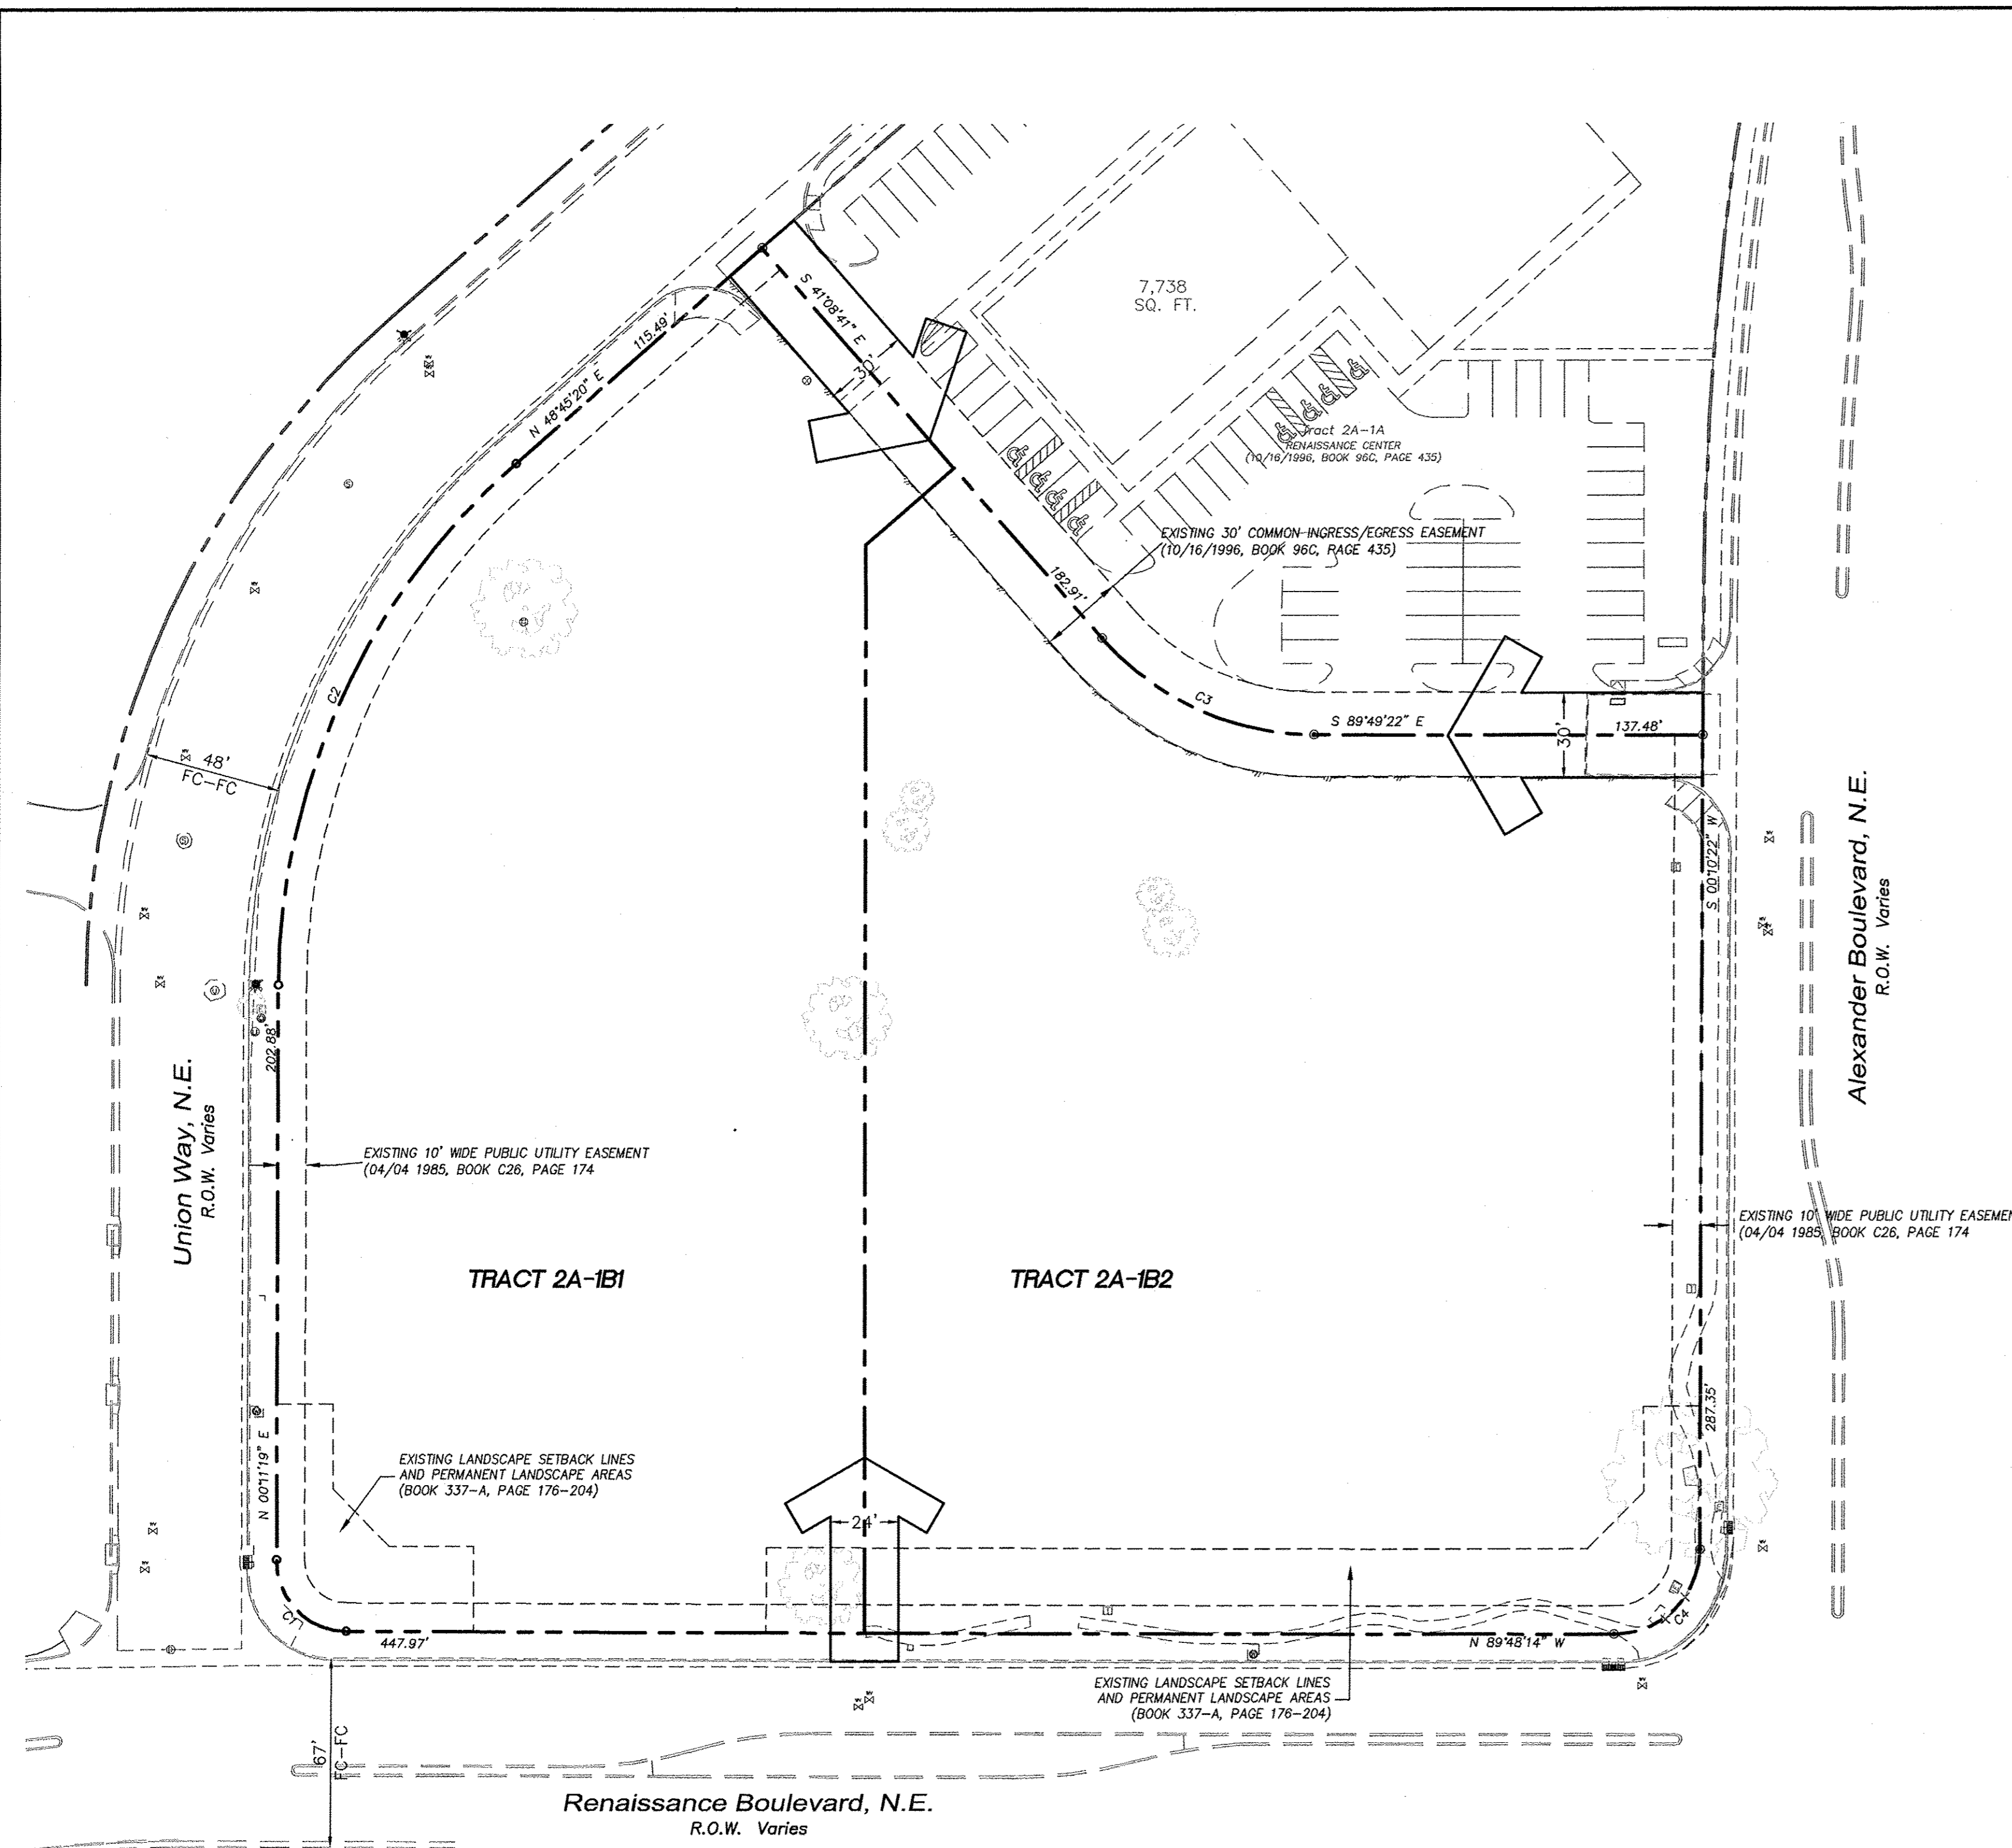 115.49'
N 48°45'20" E
S 41°08'41" E
30'
7,738
SQ. FT.
Tract 2A-1A
RENAISSANCE CENTER
(10/16/1996, BOOK 96C, PAGE 435)
EXISTING 30' COMMON INGRESS/EGRESS EASEMENT
(10/16/1996, BOOK 96C, PAGE 435)
182.91'
C2
C3
S 89°49'22" E
30'
137.48'
48'
FC-FC
S 00°10'22" W
Alexander Boulevard, N.E.
R.O.W. Varies
202.88'
Union Way, N.E.
R.O.W. Varies
EXISTING 10' WIDE PUBLIC UTILITY EASEMENT
(04/04 1985, BOOK C26, PAGE 174
EXISTING 10' WIDE PUBLIC UTILITY EASEMEN
(04/04 1985, BOOK C26, PAGE 174
TRACT 2A-1B1
TRACT 2A-1B2
287.35'
N 00°11'19" E
EXISTING LANDSCAPE SETBACK LINES
AND PERMANENT LANDSCAPE AREAS
(BOOK 337-A, PAGE 176-204)
24'
C1
447.97'
N 89°48'14" W
C4
EXISTING LANDSCAPE SETBACK LINES
AND PERMANENT LANDSCAPE AREAS
(BOOK 337-A, PAGE 176-204)
67'
FC-FC
Renaissance Boulevard, N.E.
R.O.W. Varies